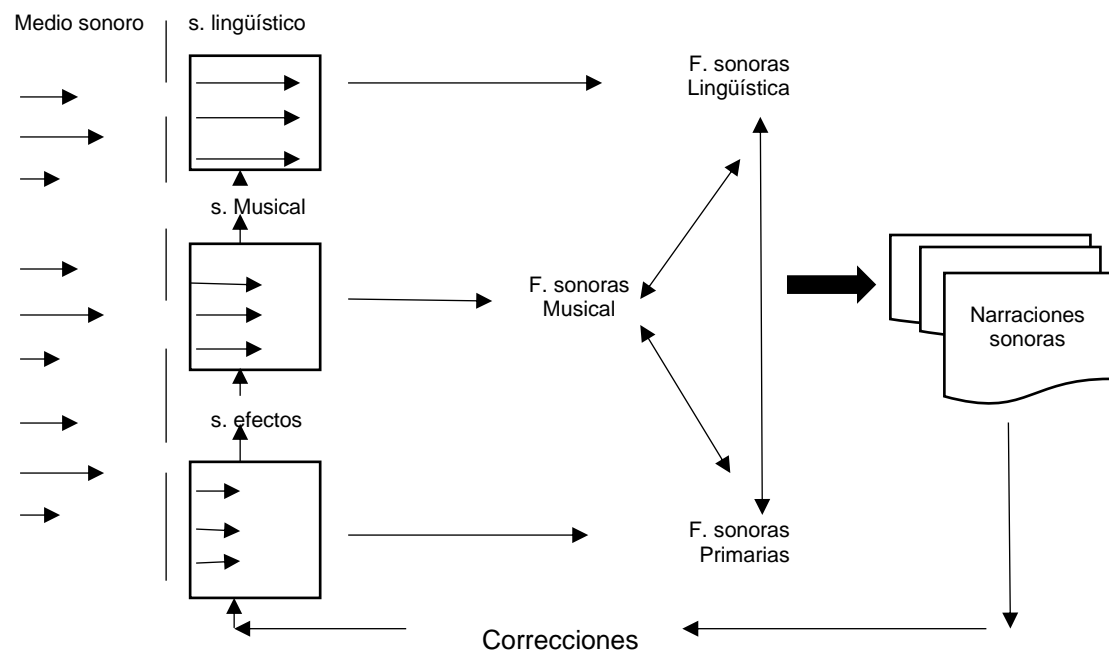 Medio sonoro
s. lingüístico
F. sonoras
Lingüística
s. Musical
F. sonoras
Musical
Narraciones
sonoras
s. efectos
F. sonoras
Primarias
Correcciones